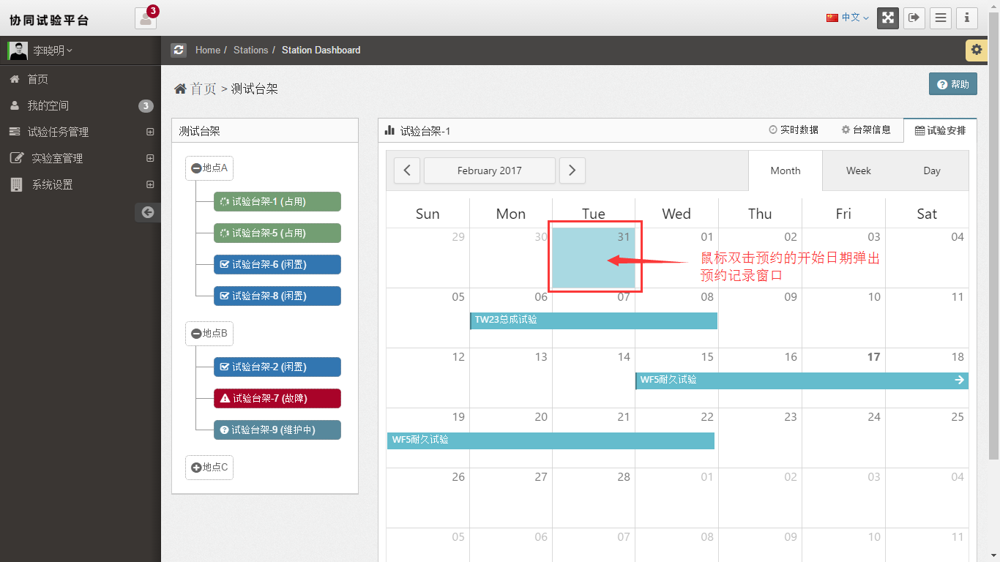 协同试验平台
3
中文
李晓明
Home / Stations / Station Dashboard
首页
我的空间
3
试验任务管理
实验室管理
系统设置
首页 > 测试台架
帮助
测试台架
地点A
试验台架-1 (占用)
试验台架-5 (占用)
试验台架-6 (闲置)
试验台架-8 (闲置)
地点B
试验台架-2 (闲置)
试验台架-7 (故障)
试验台架-9 (维护中)
地点C
试验台架-1
实时数据
台架信息
试验安排
February 2017
Month Week Day
Sun Mon Tue Wed Thu Fri Sat
29 30 31 01 02 03 04
鼠标双击预约的开始日期弹出
预约记录窗口
05 06 07 08 09 10 11
TW23总成试验
12 13 14 15 16 17 18
WF5耐久试验
19 20 21 22 23 24 25
WF5耐久试验
26 27 28 01 02 03 04
05 06 07 08 09 10 11